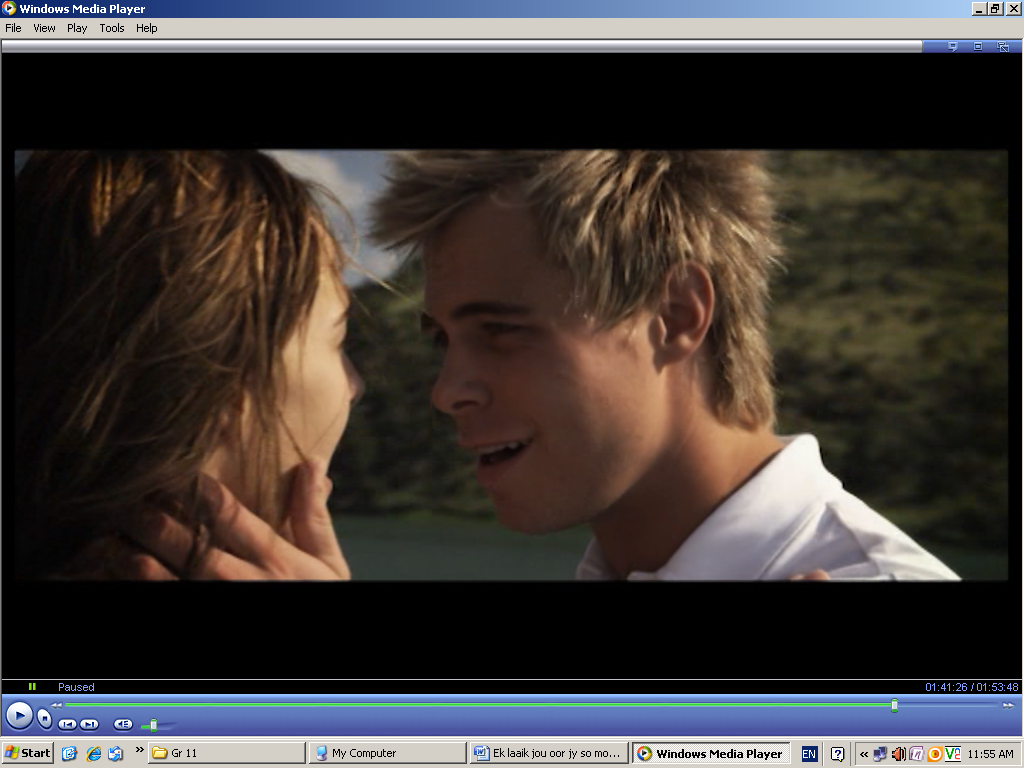 Windows Media Player
File View Play Tools Help
Paused
01:41:26 / 01:53:48
Start
Gr 11
My Computer
Ek laaik jou oor jy so mo...
Windows Media Player
EN
?
11:55 AM